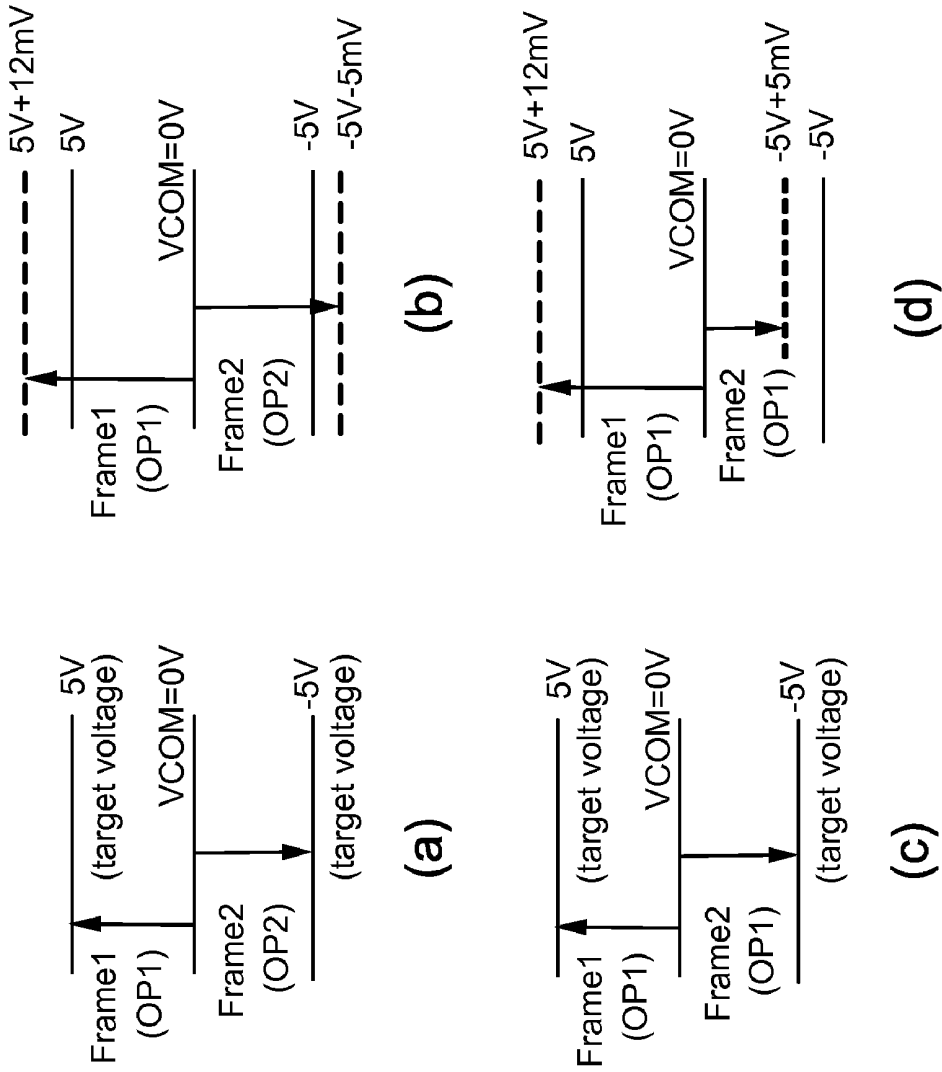 5V
(target voltage)
Frame1
(OP1)
VCOM=0V
Frame2
(OP2)
-5V
(target voltage)
(a)
5V+12mV
5V
Frame1
(OP1)
VCOM=0V
Frame2
(OP2)
-5V
-5V-5mV
(b)
5V
(target voltage)
Frame1
(OP1)
VCOM=0V
Frame2
(OP1)
-5V
(target voltage)
(c)
5V+12mV
5V
Frame1
(OP1)
VCOM=0V
Frame2
(OP1)
-5V+5mV
-5V
(d)